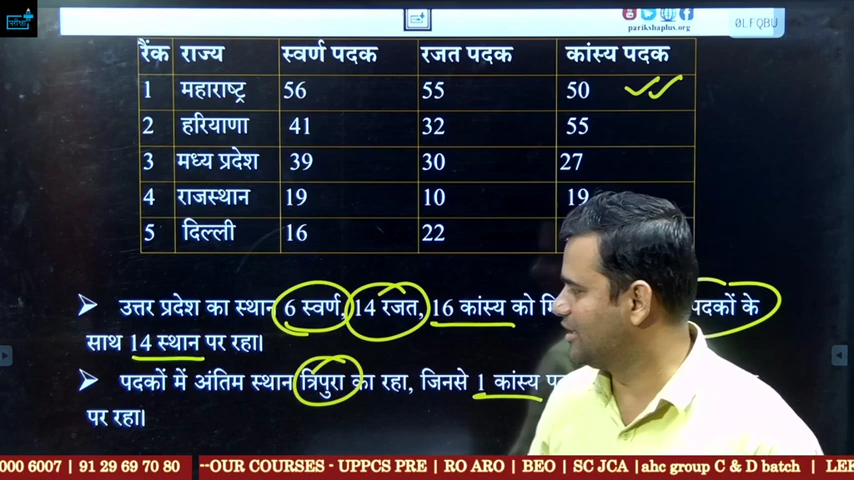 परीक्षा
parikshaplus.org
0LFQBU
रैंक राज्य स्वर्ण पदक रजत पदक कांस्य पदक
1 महाराष्ट्र 56 55 50
2 हरियाणा 41 32 55
3 मध्य प्रदेश 39 30 27
4 राजस्थान 19 10 19
5 दिल्ली 16 22
उत्तर प्रदेश का स्थान 6 स्वर्ण, 14 रजत, 16 कांस्य को पदकों के
साथ 14 स्थान पर रहा।
पदकों में अंतिम स्थान त्रिपुरा का रहा, जिनसे 1 कांस्य
पर रहा।
000 6007 | 91 29 69 70 80 --OUR COURSES - UPPCS PRE | RO ARO | BEO | SC JCA |ahc group C & D batch | LEE